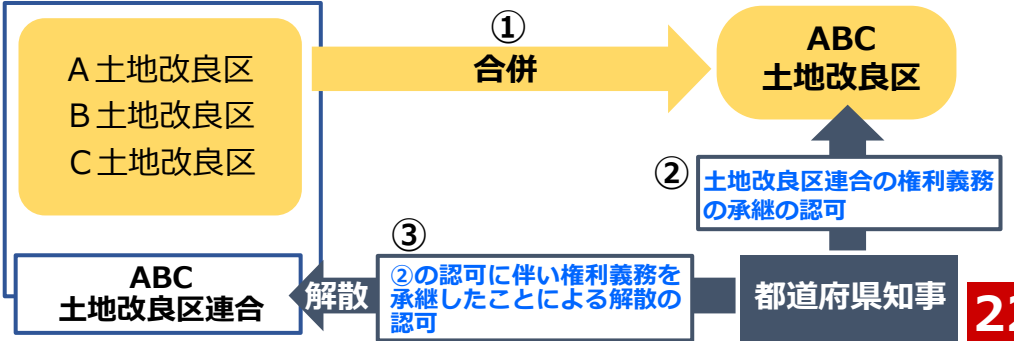 A土地改良区
B土地改良区
C土地改良区
①
合併
ABC
土地改良区
②
土地改良区連合の権利義務
の承継の認可
③
②の認可に伴い権利義務を
承継したことによる解散の
認可
解散
ABC
土地改良区連合
都道府県知事
22